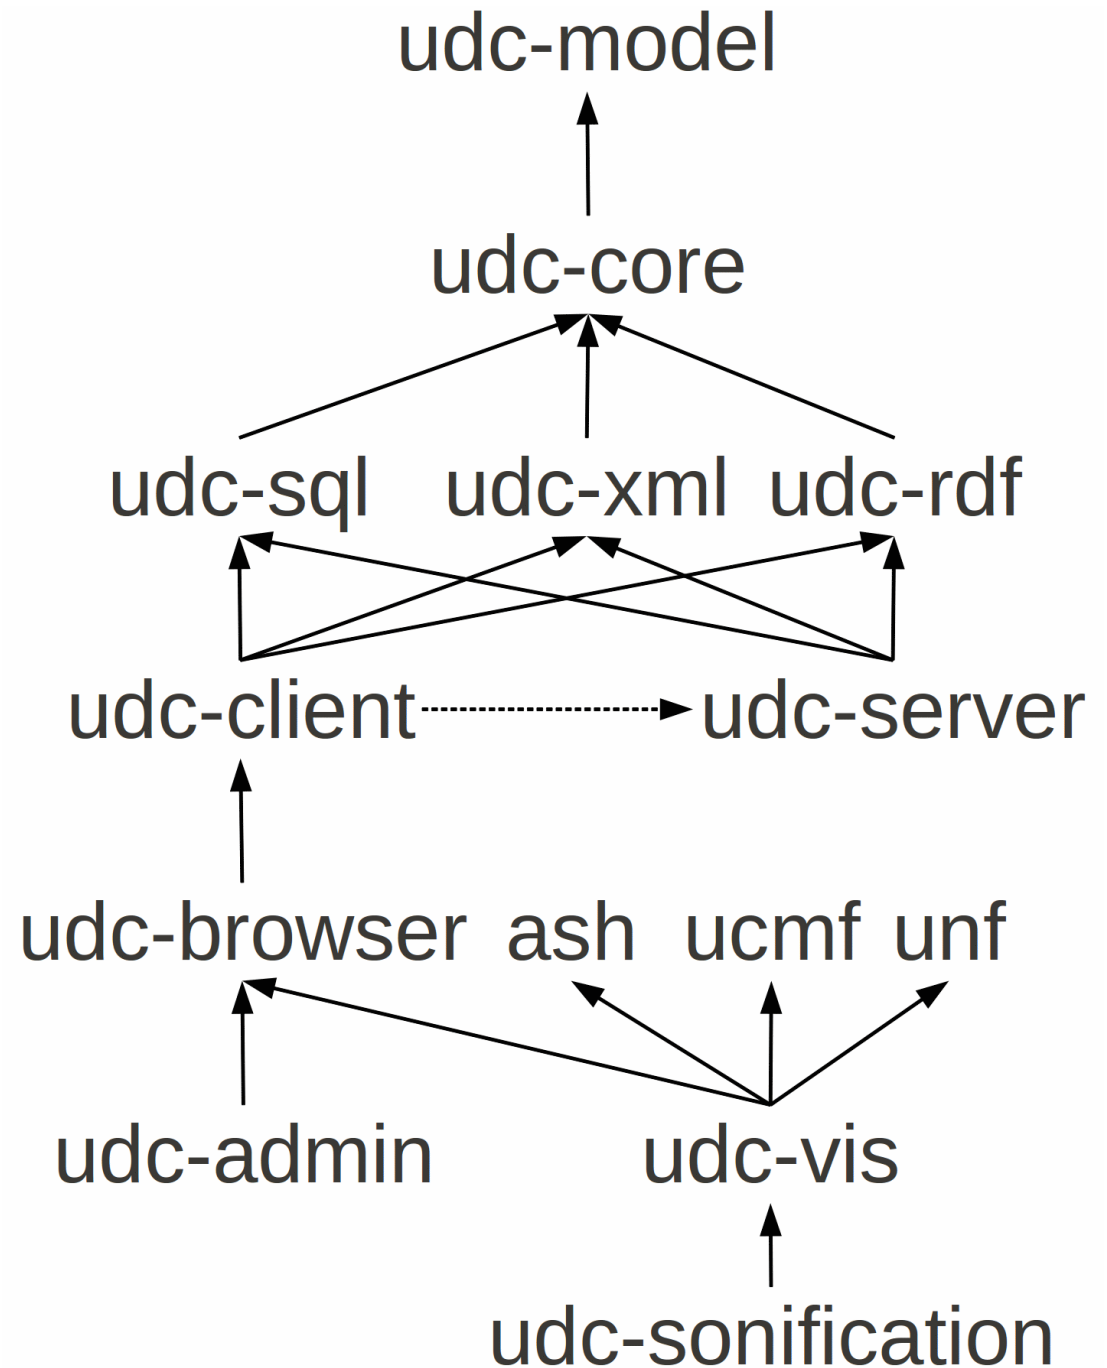 udc-model
udc-core
udc-sql udc-xml udc-rdf
udc-client udc-server
udc-browser ash ucmf unf
udc-admin udc-vis
udc-sonification